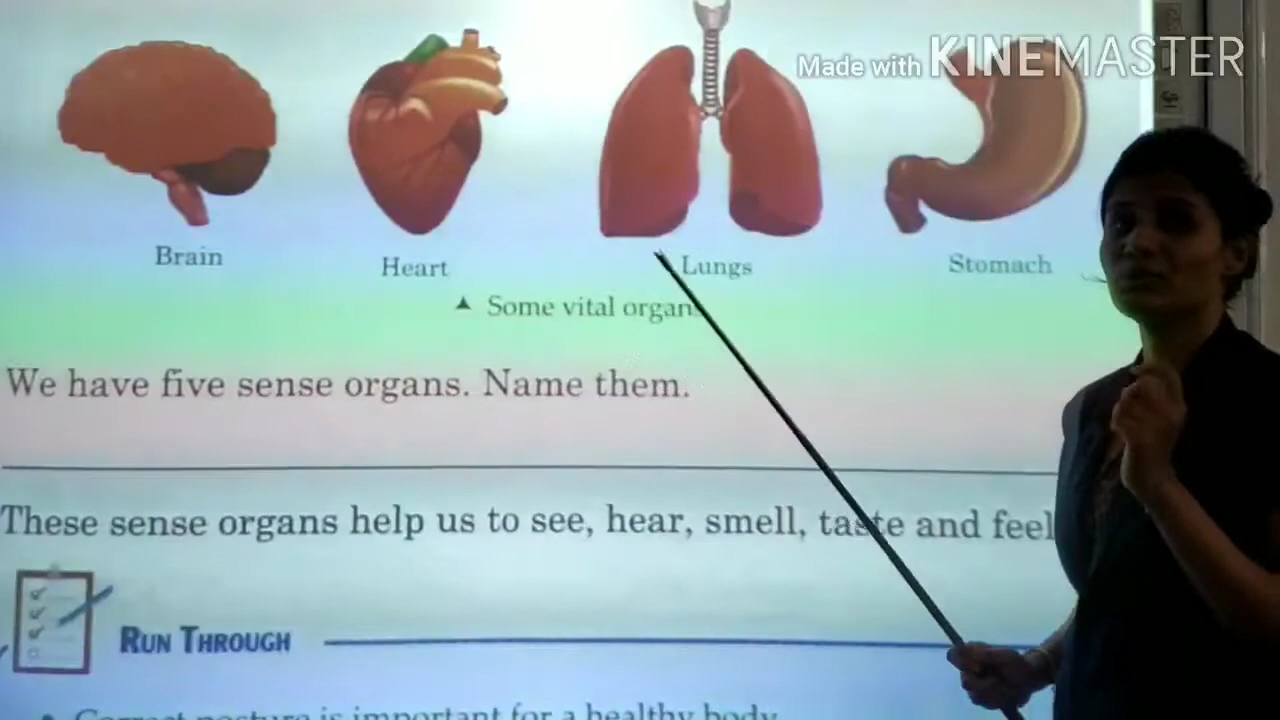 Made with KINEMASTER
Brain
Heart
Lungs
Stomach
▲ Some vital organs
We have five sense organs. Name them.
These sense organs help us to see, hear, smell, taste and feel
RUN THROUGH
• Correct posture is important for a healthy body.